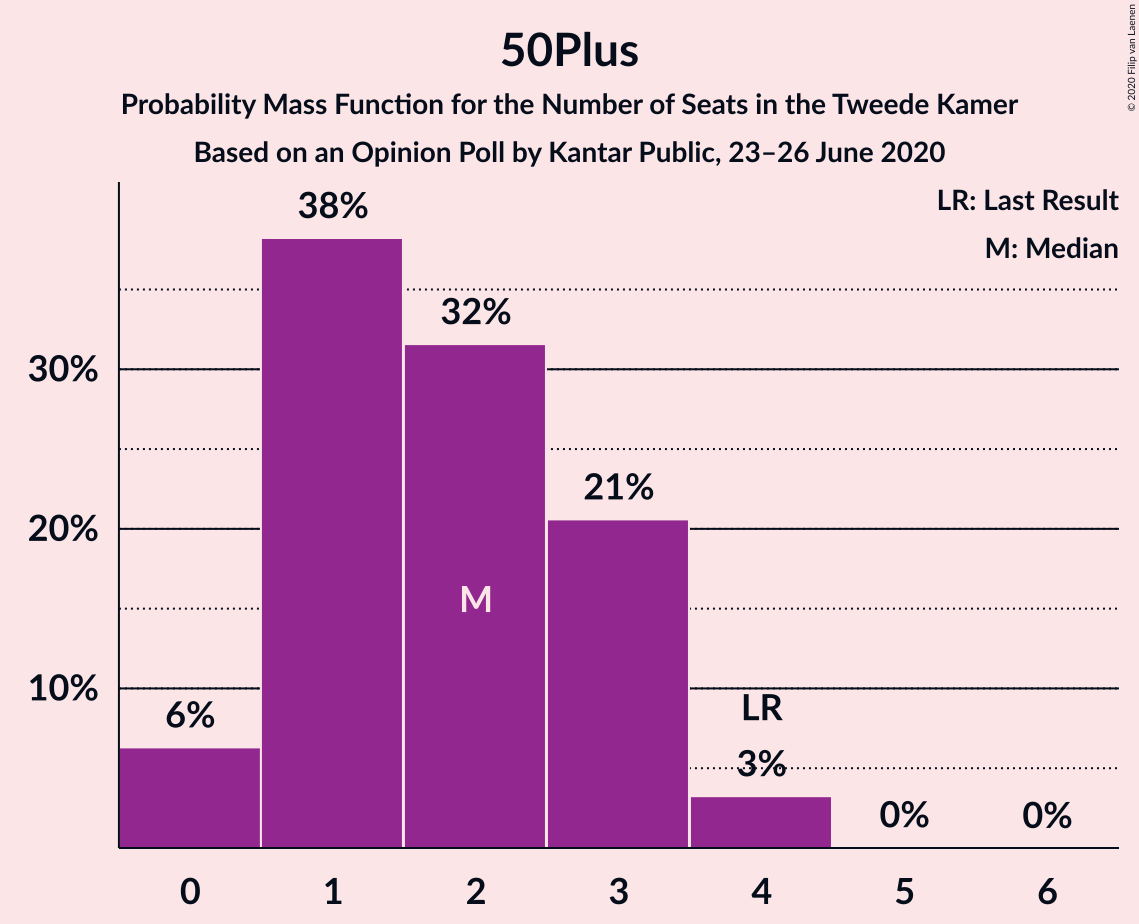 50Plus
Probability Mass Function for the Number of Seats in the Tweede Kamer
Based on an Opinion Poll by Kantar Public, 23–26 June 2020
© 2020 Filip van Laenen
LR: Last Result
M: Median
38%
32%
30%
21%
20%
M
10%
6%
LR
3%
0%
0%
0 1 2 3 4 5 6